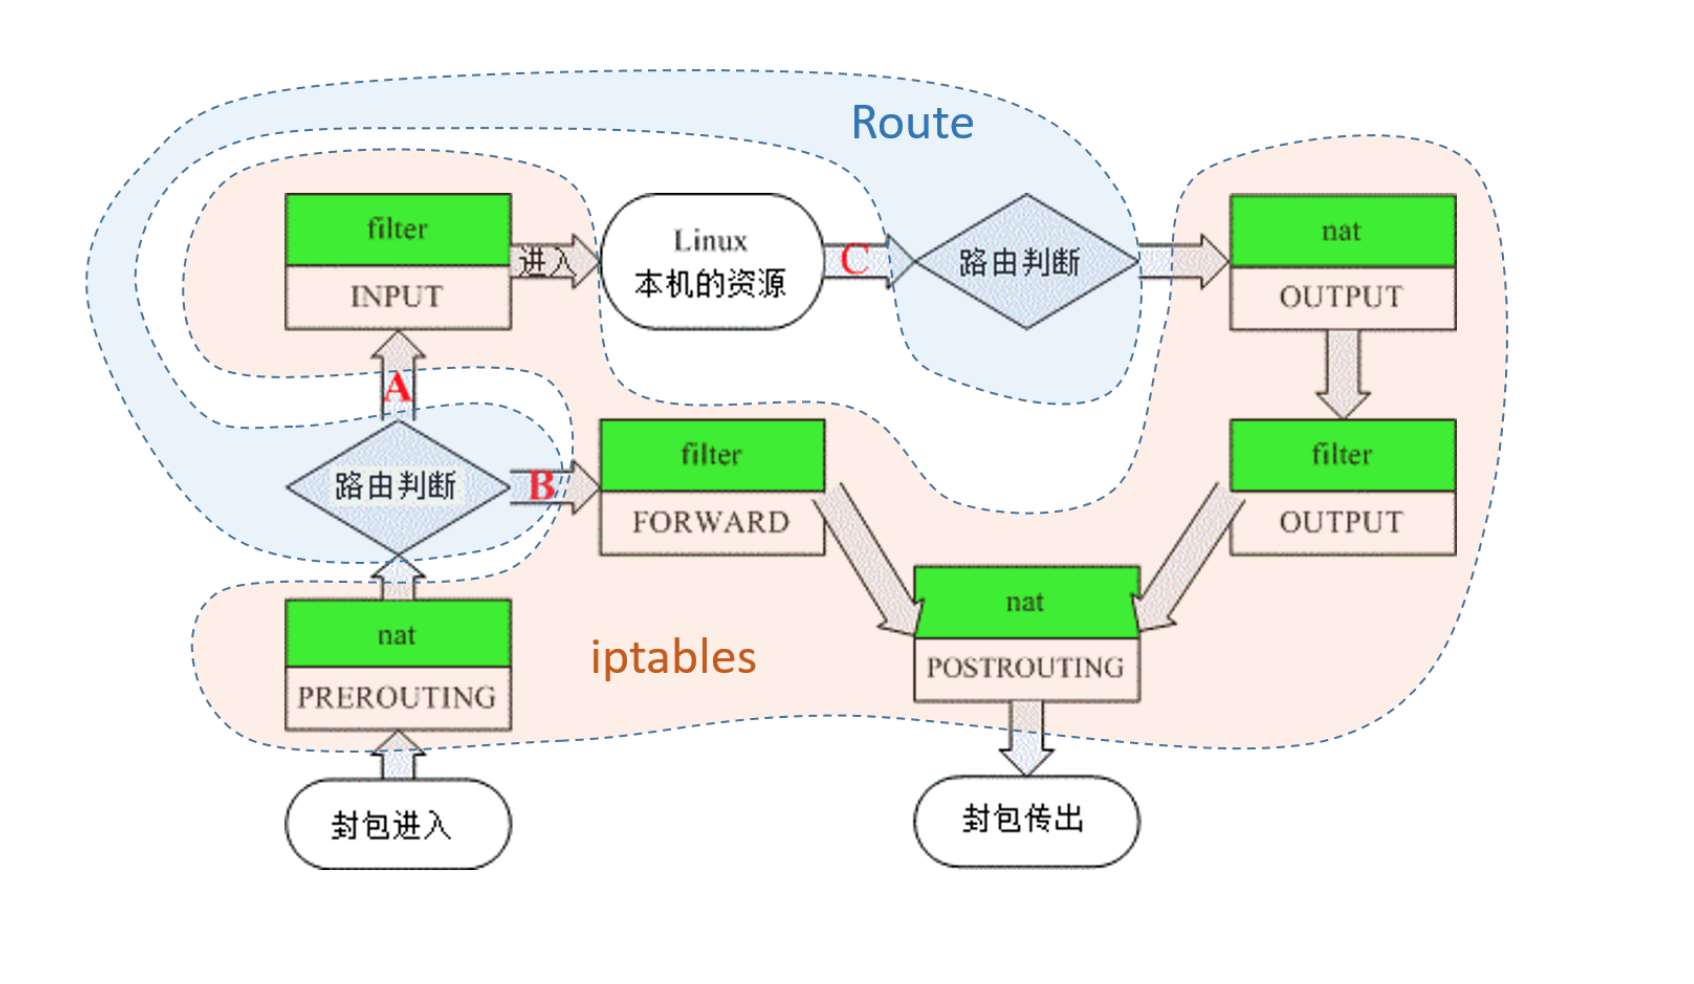 Route
filter
INPUT
进入
Linux
本机的资源
C
路由判断
nat
OUTPUT
A
路由判断
B
filter
FORWARD
filter
OUTPUT
nat
PREROUTING
iptables
nat
POSTROUTING
封包进入
封包传出